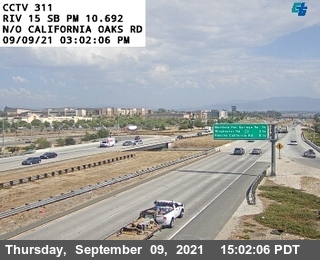 CCTV 311
RIV 15 SB PM 10.692
N/O CALIFORNIA OAKS RD
09/09/21 03:02:06 PM
Thursday, September 09, 2021 15:02:06 PDT